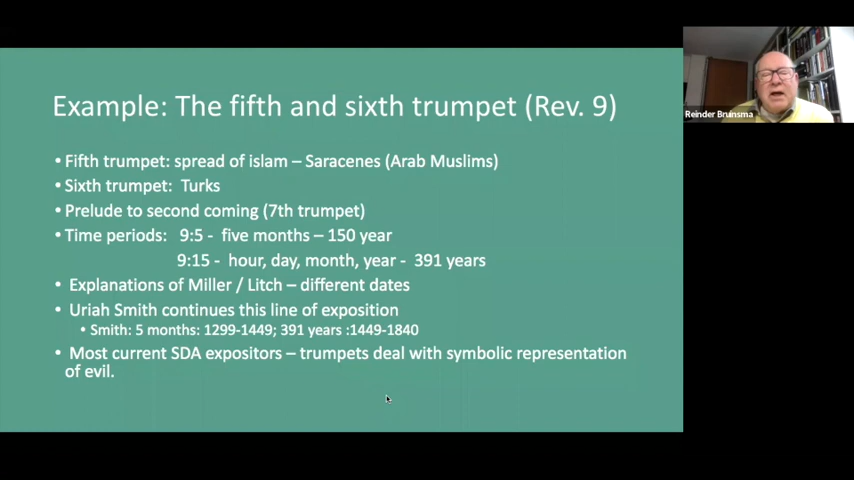 Example: The fifth and sixth trumpet (Rev. 9)
Reinder Bruinsma
• Fifth trumpet: spread of islam – Saracenes (Arab Muslims)
• Sixth trumpet: Turks
• Prelude to second coming (7th trumpet)
• Time periods: 9:5 - five months – 150 year
9:15 - hour, day, month, year - 391 years
• Explanations of Miller / Litch – different dates
• Uriah Smith continues this line of exposition
• Smith: 5 months: 1299-1449; 391 years :1449-1840
• Most current SDA expositors – trumpets deal with symbolic representation
of evil.